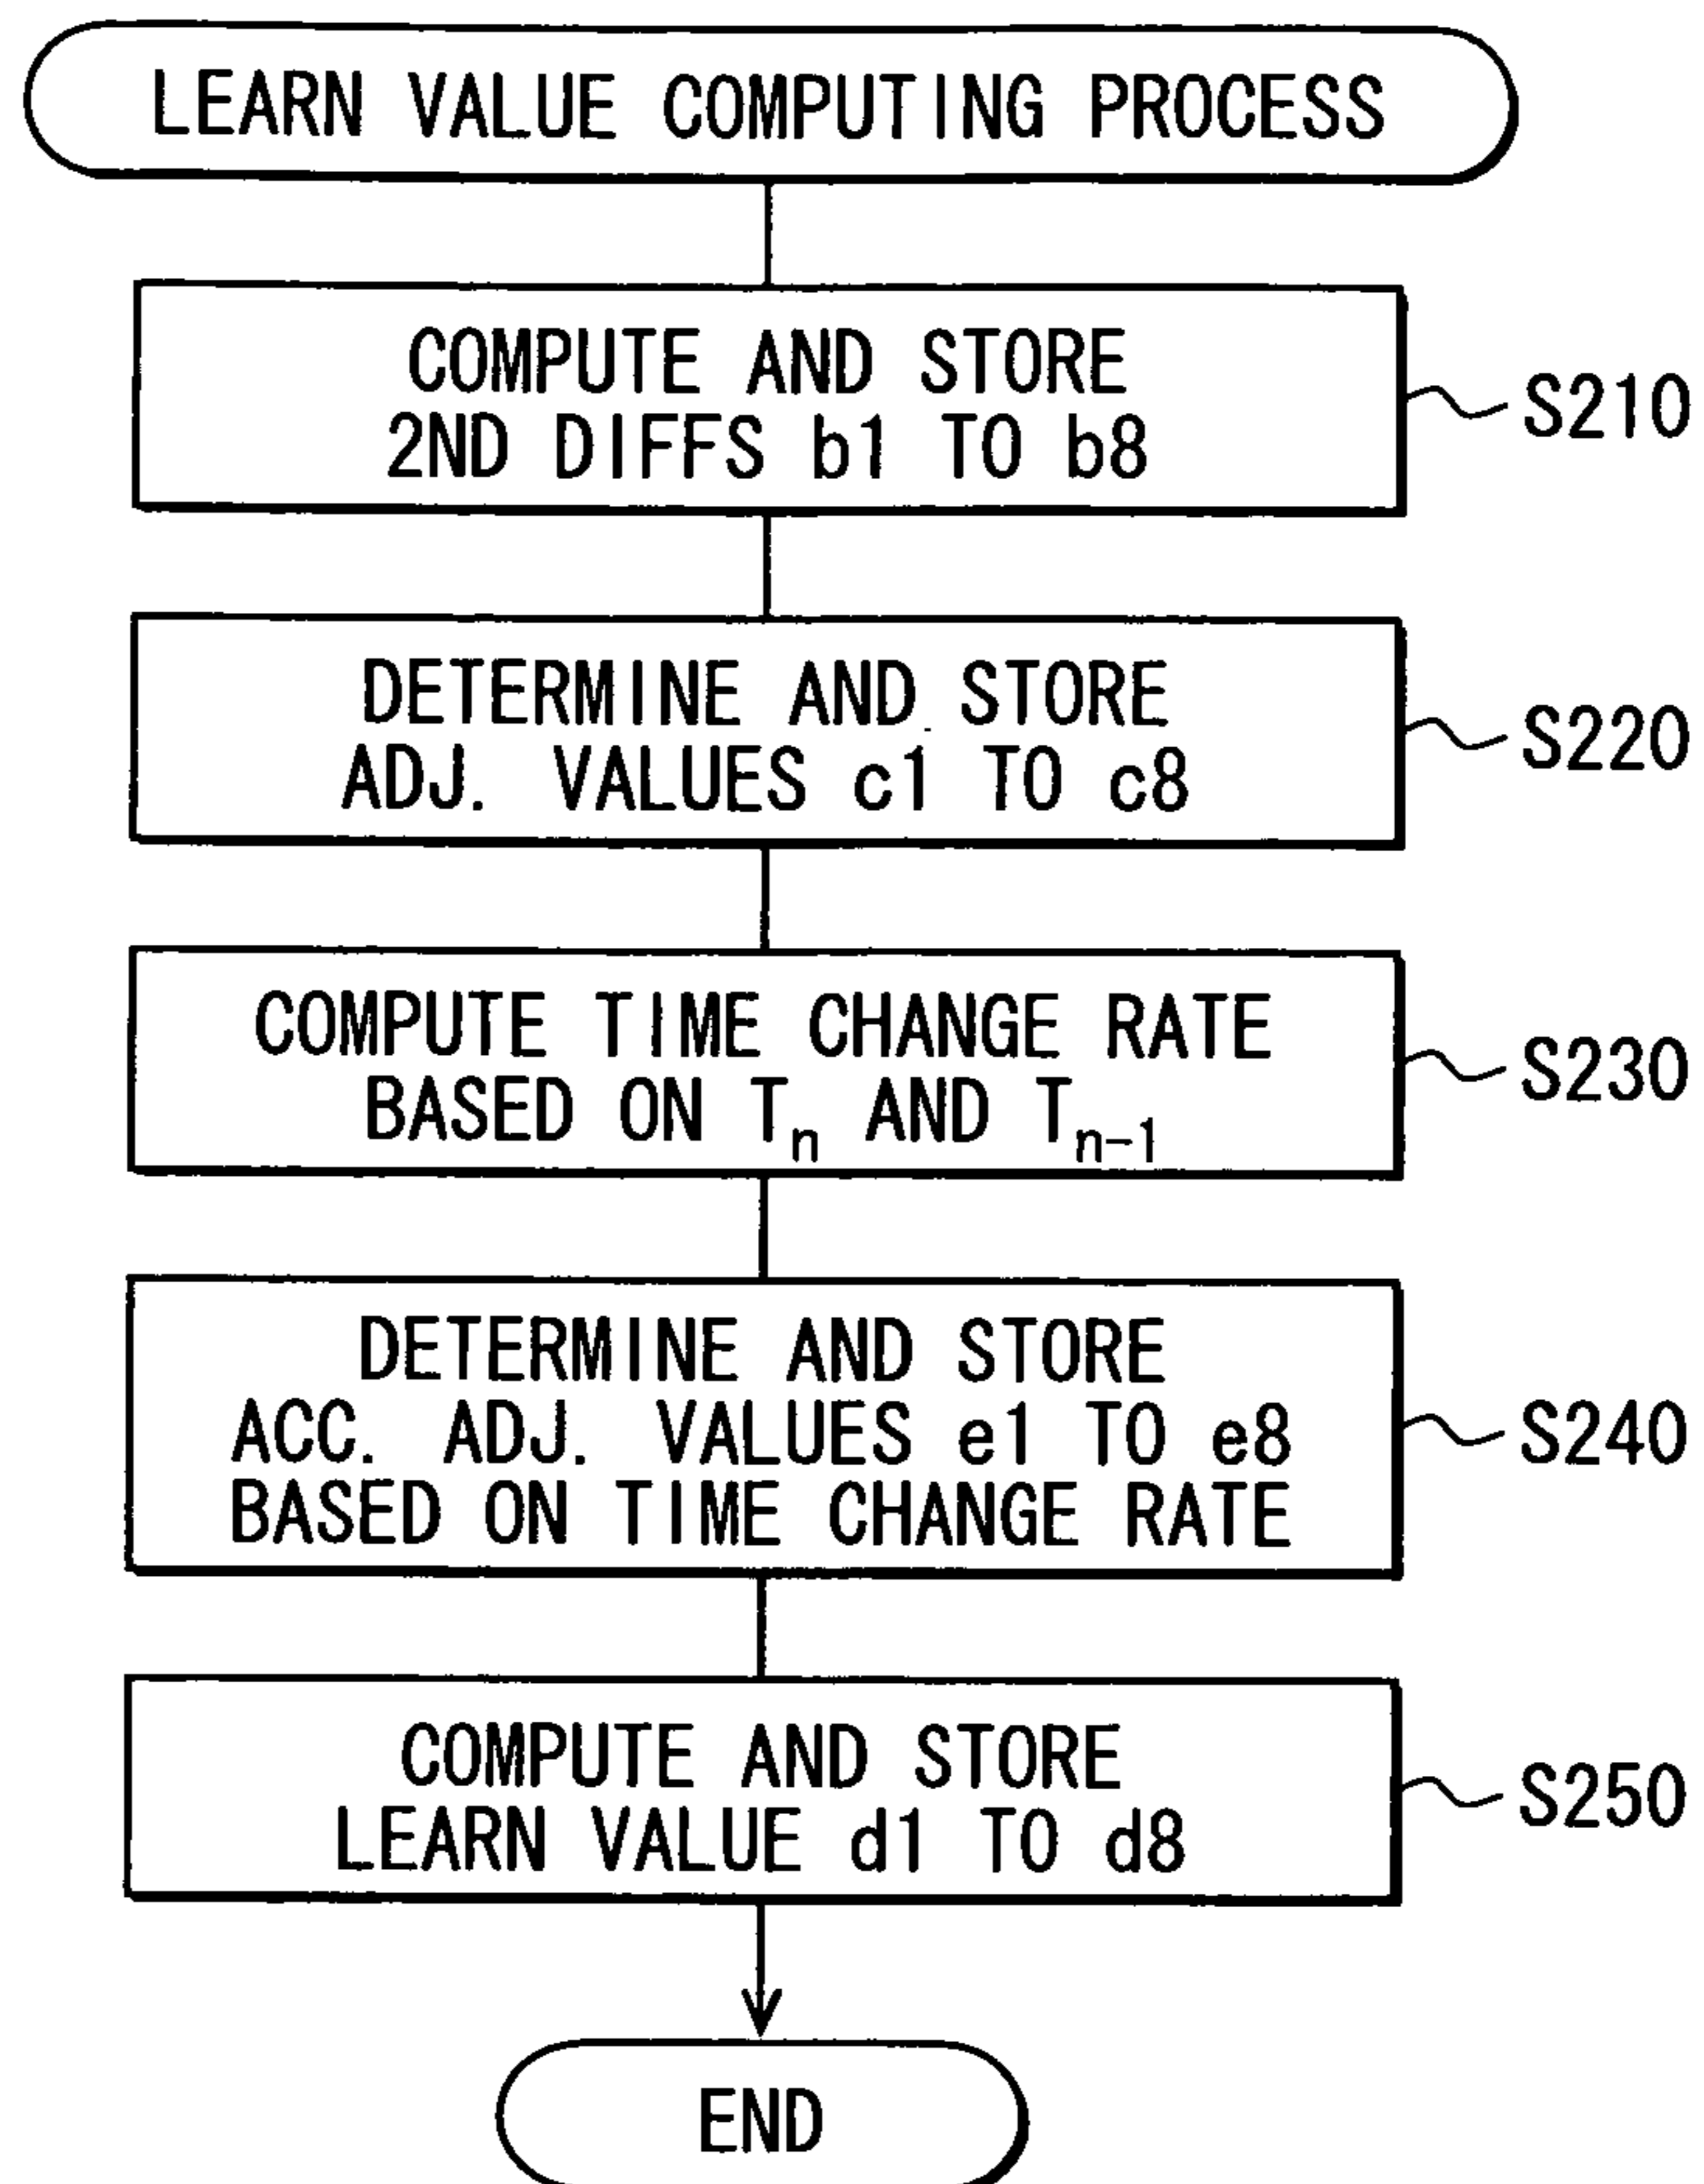 LEARN VALUE COMPUTING PROCESS
COMPUTE AND STORE
2ND DIFFS b1 TO b8
S210
DETERMINE AND STORE
ADJ. VALUES c1 TO c8
S220
COMPUTE TIME CHANGE RATE
BASED ON Tn AND Tn-1
S230
DETERMINE AND STORE
ACC. ADJ. VALUES e1 TO e8
BASED ON TIME CHANGE RATE
S240
COMPUTE AND STORE
LEARN VALUE d1 TO d8
S250
END